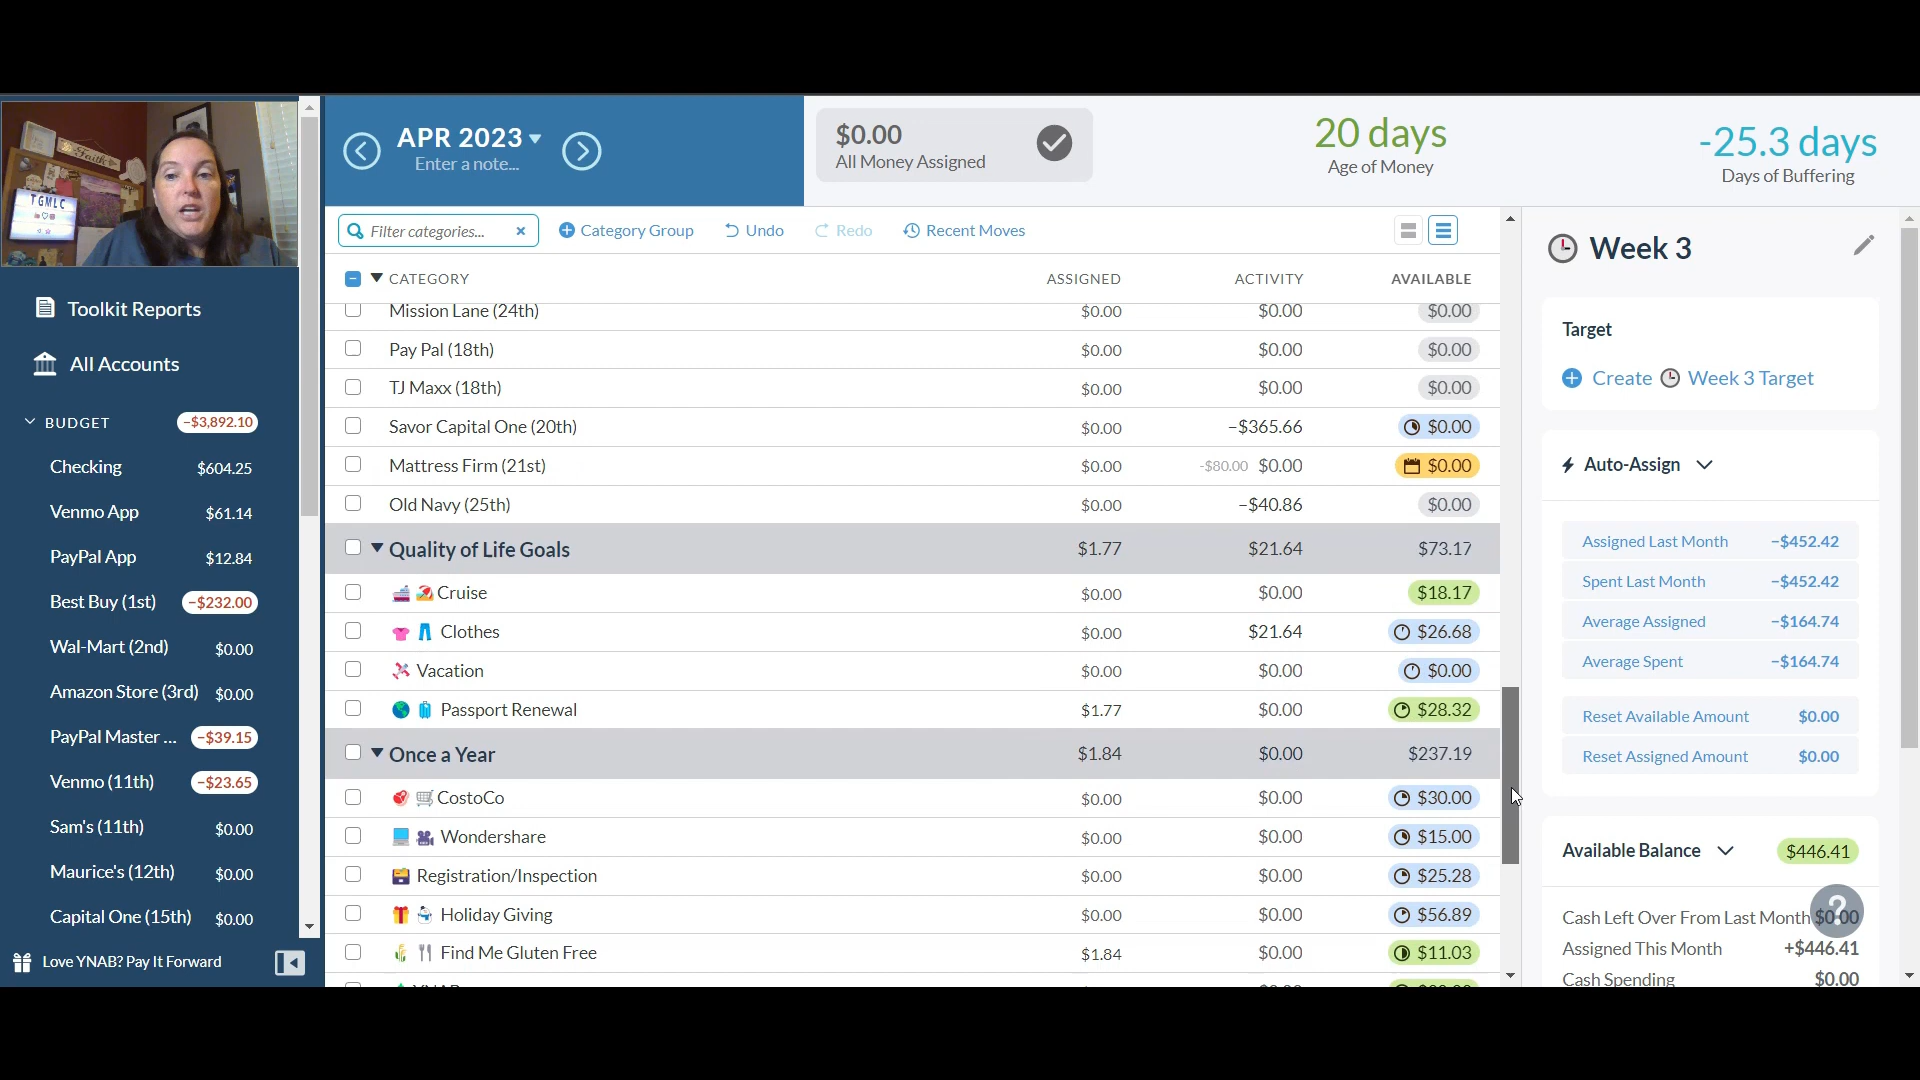 Faith
TGMLC
Toolkit Reports
All Accounts
BUDGET −$3,892.10
Checking $604.25
Venmo App $61.14
PayPal App $12.84
Best Buy (1st) −$232.00
Wal-Mart (2nd) $0.00
Amazon Store (3rd) $0.00
PayPal Master ... −$39.15
Venmo (11th) −$23.65
Sam's (11th) $0.00
Maurice's (12th) $0.00
Capital One (15th) $0.00
Love YNAB? Pay It Forward
APR 2023
Enter a note...
$0.00
All Money Assigned
20 days
Age of Money
-25.3 days
Days of Buffering
Filter categories...
Category Group
Undo
Redo
Recent Moves
CATEGORY ASSIGNED ACTIVITY AVAILABLE
Mission Lane (24th) $0.00 $0.00 $0.00
Pay Pal (18th) $0.00 $0.00 $0.00
TJ Maxx (18th) $0.00 $0.00 $0.00
Savor Capital One (20th) $0.00 −$365.66 $0.00
Mattress Firm (21st) $0.00 -$80.00 $0.00 $0.00
Old Navy (25th) $0.00 −$40.86 $0.00
Quality of Life Goals $1.77 $21.64 $73.17
Cruise $0.00 $0.00 $18.17
Clothes $0.00 $21.64 $26.68
Vacation $0.00 $0.00 $0.00
Passport Renewal $1.77 $0.00 $28.32
Once a Year $1.84 $0.00 $237.19
CostoCo $0.00 $0.00 $30.00
Wondershare $0.00 $0.00 $15.00
Registration/Inspection $0.00 $0.00 $25.28
Holiday Giving $0.00 $0.00 $56.89
Find Me Gluten Free $1.84 $0.00 $11.03
Week 3
Target
Create Week 3 Target
Auto-Assign
Assigned Last Month −$452.42
Spent Last Month −$452.42
Average Assigned −$164.74
Average Spent −$164.74
Reset Available Amount $0.00
Reset Assigned Amount $0.00
Available Balance $446.41
Cash Left Over From Last Month $0.00
Assigned This Month +$446.41
Cash Spending $0.00
?